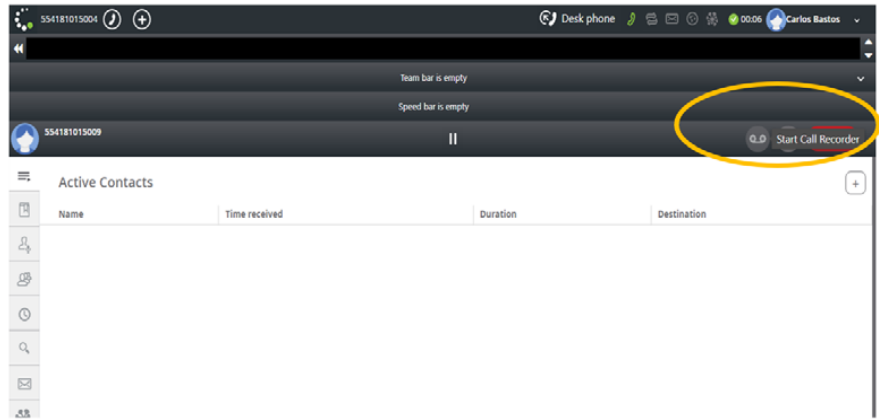 554181015004
Desk phone
00:06
Carlos Bastos
Team bar is empty
Speed bar is empty
554181015009
Start Call Recorder
Active Contacts
Name Time received Duration Destination